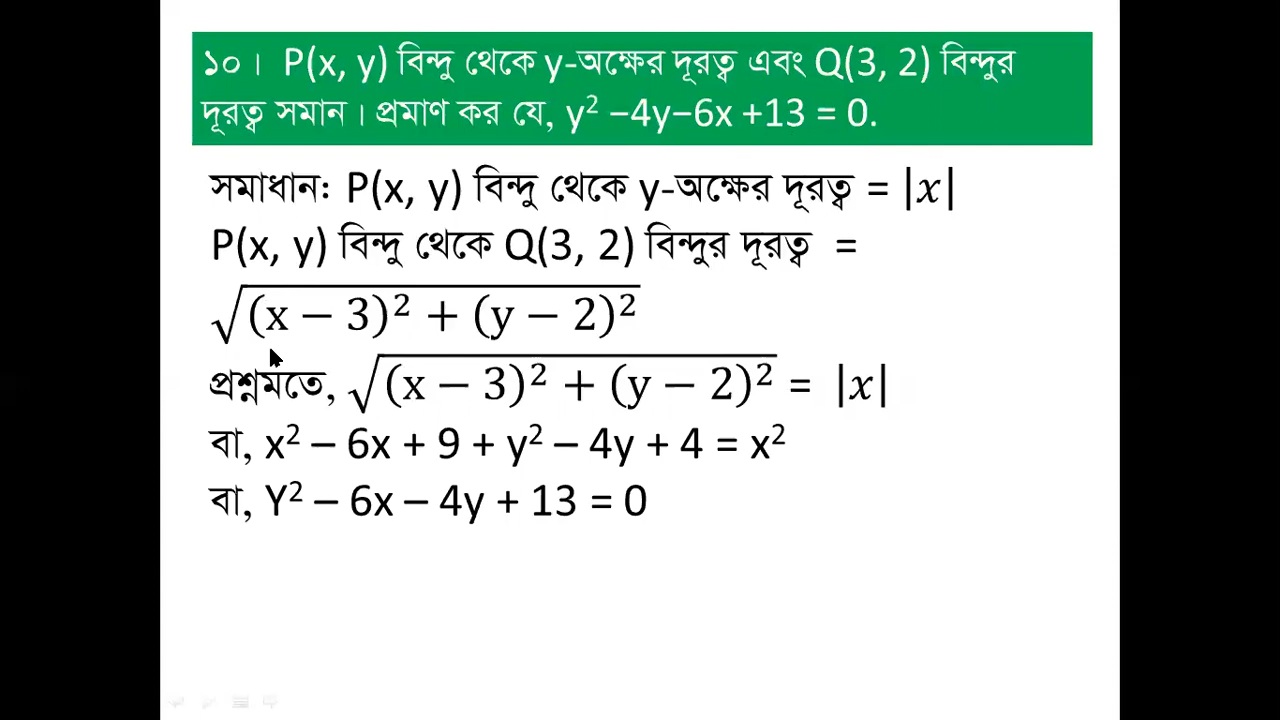 ১০। P(x, y) বিন্দু থেকে y-অক্ষের দূরত্ব এবং Q(3, 2) বিন্দুর
দূরত্ব সমান। প্রমাণ কর যে, y² −4y−6x +13 = 0.
সমাধানঃ P(x, y) বিন্দু থেকে y-অক্ষের দূরত্ব = |x|
P(x, y) বিন্দু থেকে Q(3, 2) বিন্দুর দূরত্ব =
√((x − 3)² + (y − 2)²)
প্রশ্নমতে, √((x − 3)² + (y − 2)²) = |x|
বা, x² – 6x + 9 + y² – 4y + 4 = x²
বা, Y² – 6x – 4y + 13 = 0